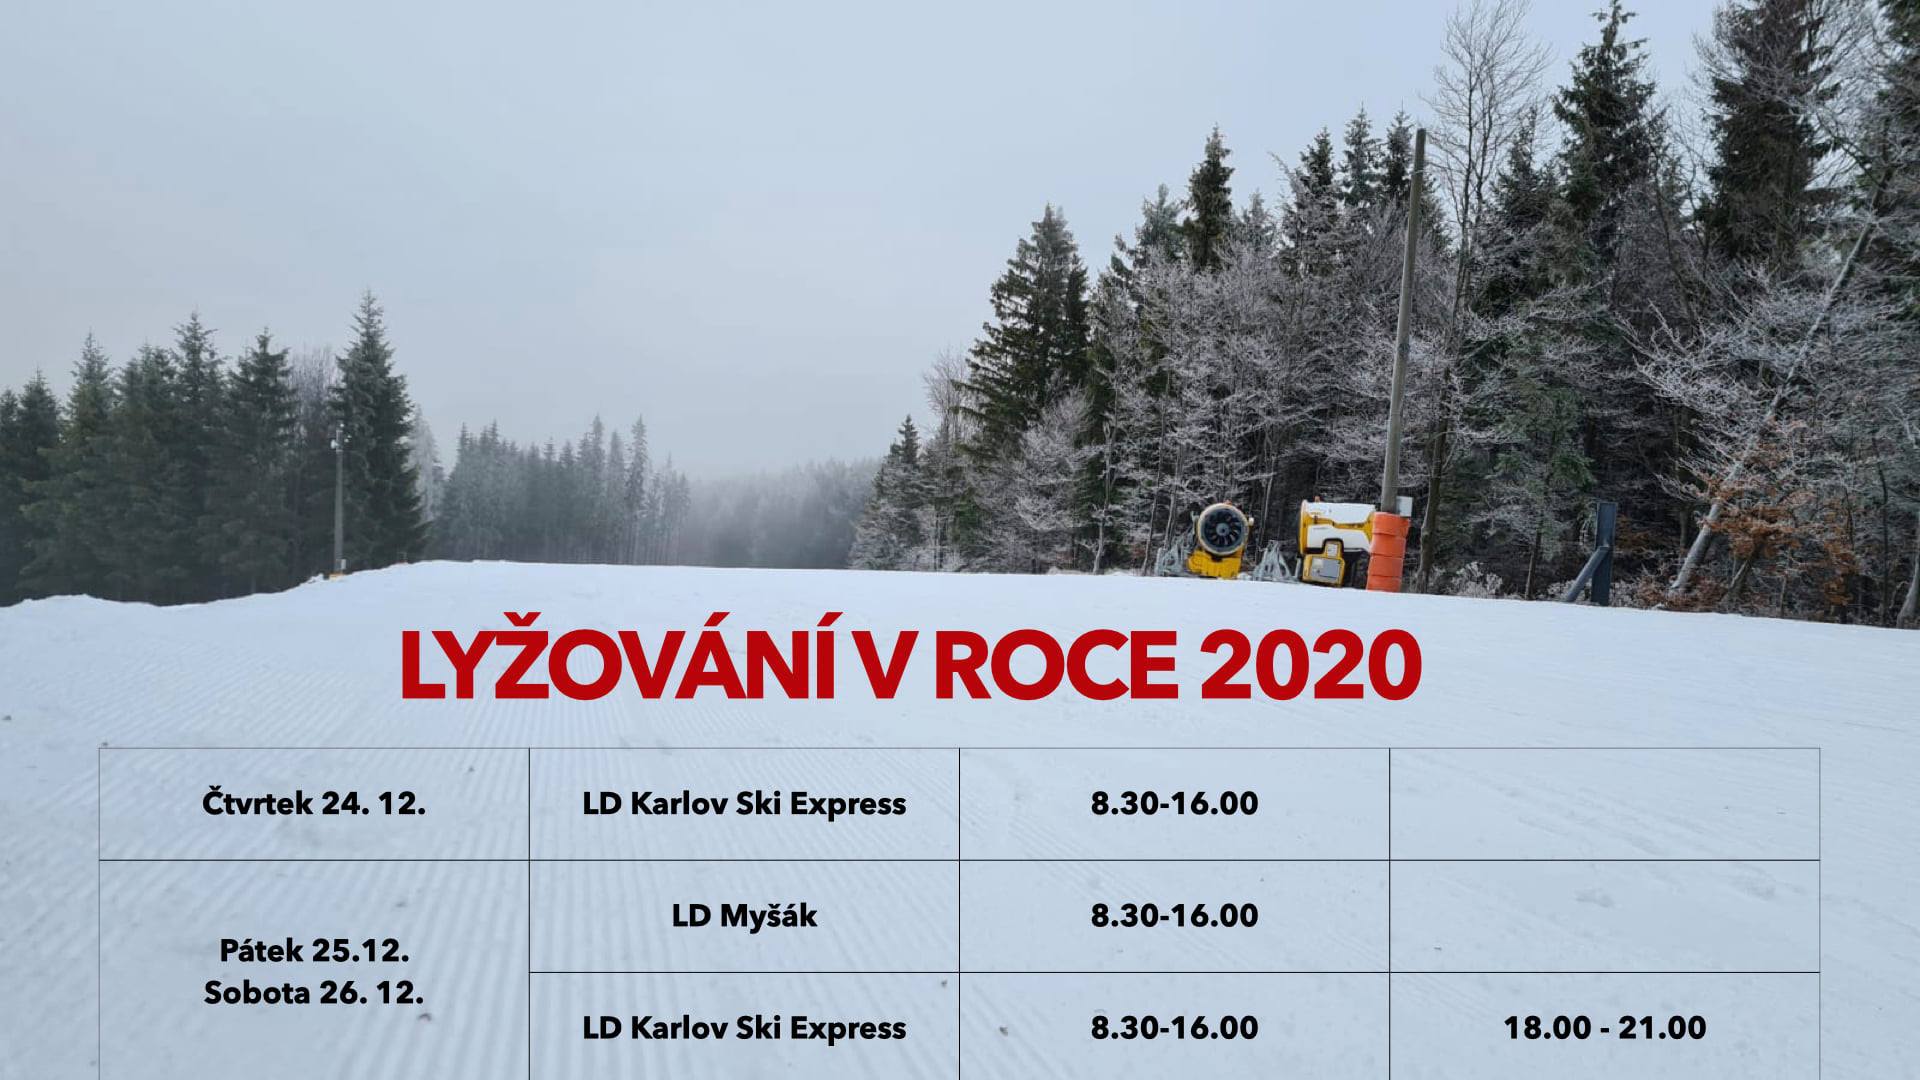 LYŽOVÁNÍ V ROCE 2020
Čtvrtek 24. 12.
LD Karlov Ski Express
8.30-16.00
Pátek 25.12.
Sobota 26. 12.
LD Myšák
8.30-16.00
LD Karlov Ski Express
8.30-16.00
18.00 - 21.00